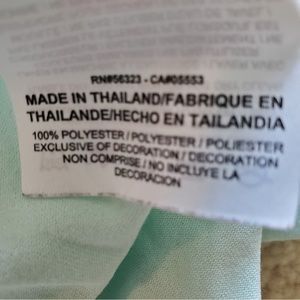 RN#56323 - CA#05553
MADE IN THAILAND/FABRIQUE EN
THAILANDE/HECHO EN TAILANDIA
100% POLYESTER / POLYESTER / POLIESTER
EXCLUSIVE OF DECORATION / DECORATION
NON COMPRISE / NO INCLUYE LA
DECORACION